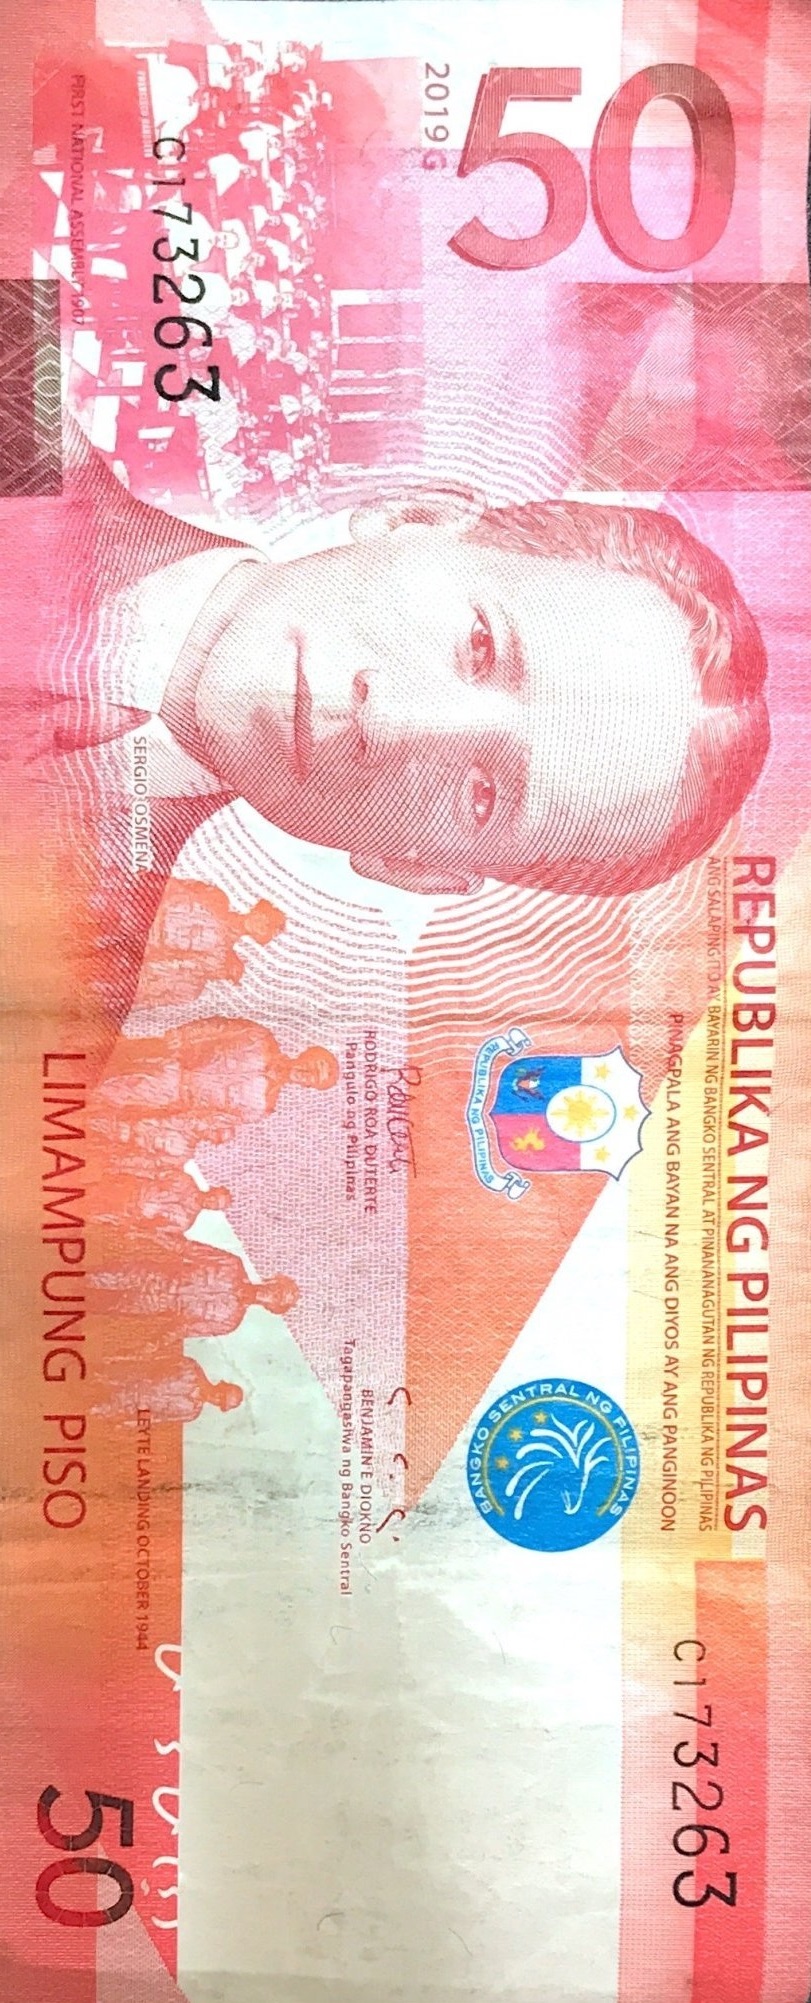 50
2019 G
C173263
FIRST NATIONAL ASSEMBLY 1907
SERGIO OSMEÑA
REPUBLIKA NG PILIPINAS
ANG SALAPING ITO AY BAYARIN NG BANGKO SENTRAL AT PINANANAGUTAN NG REPUBLIKA NG PILIPINAS
PINAGPALA ANG BAYAN NA ANG DIYOS AY ANG PANGINOON
REPUBLIKA NG PILIPINAS
BANGKO SENTRAL NG PILIPINAS
RODRIGO ROA DUTERTE
Pangulo ng Pilipinas
BENJAMIN E DIOKNO
Tagapangasiwa ng Bangko Sentral
LEYTE LANDING OCTOBER 1944
LIMAMPUNG PISO
C173263
50